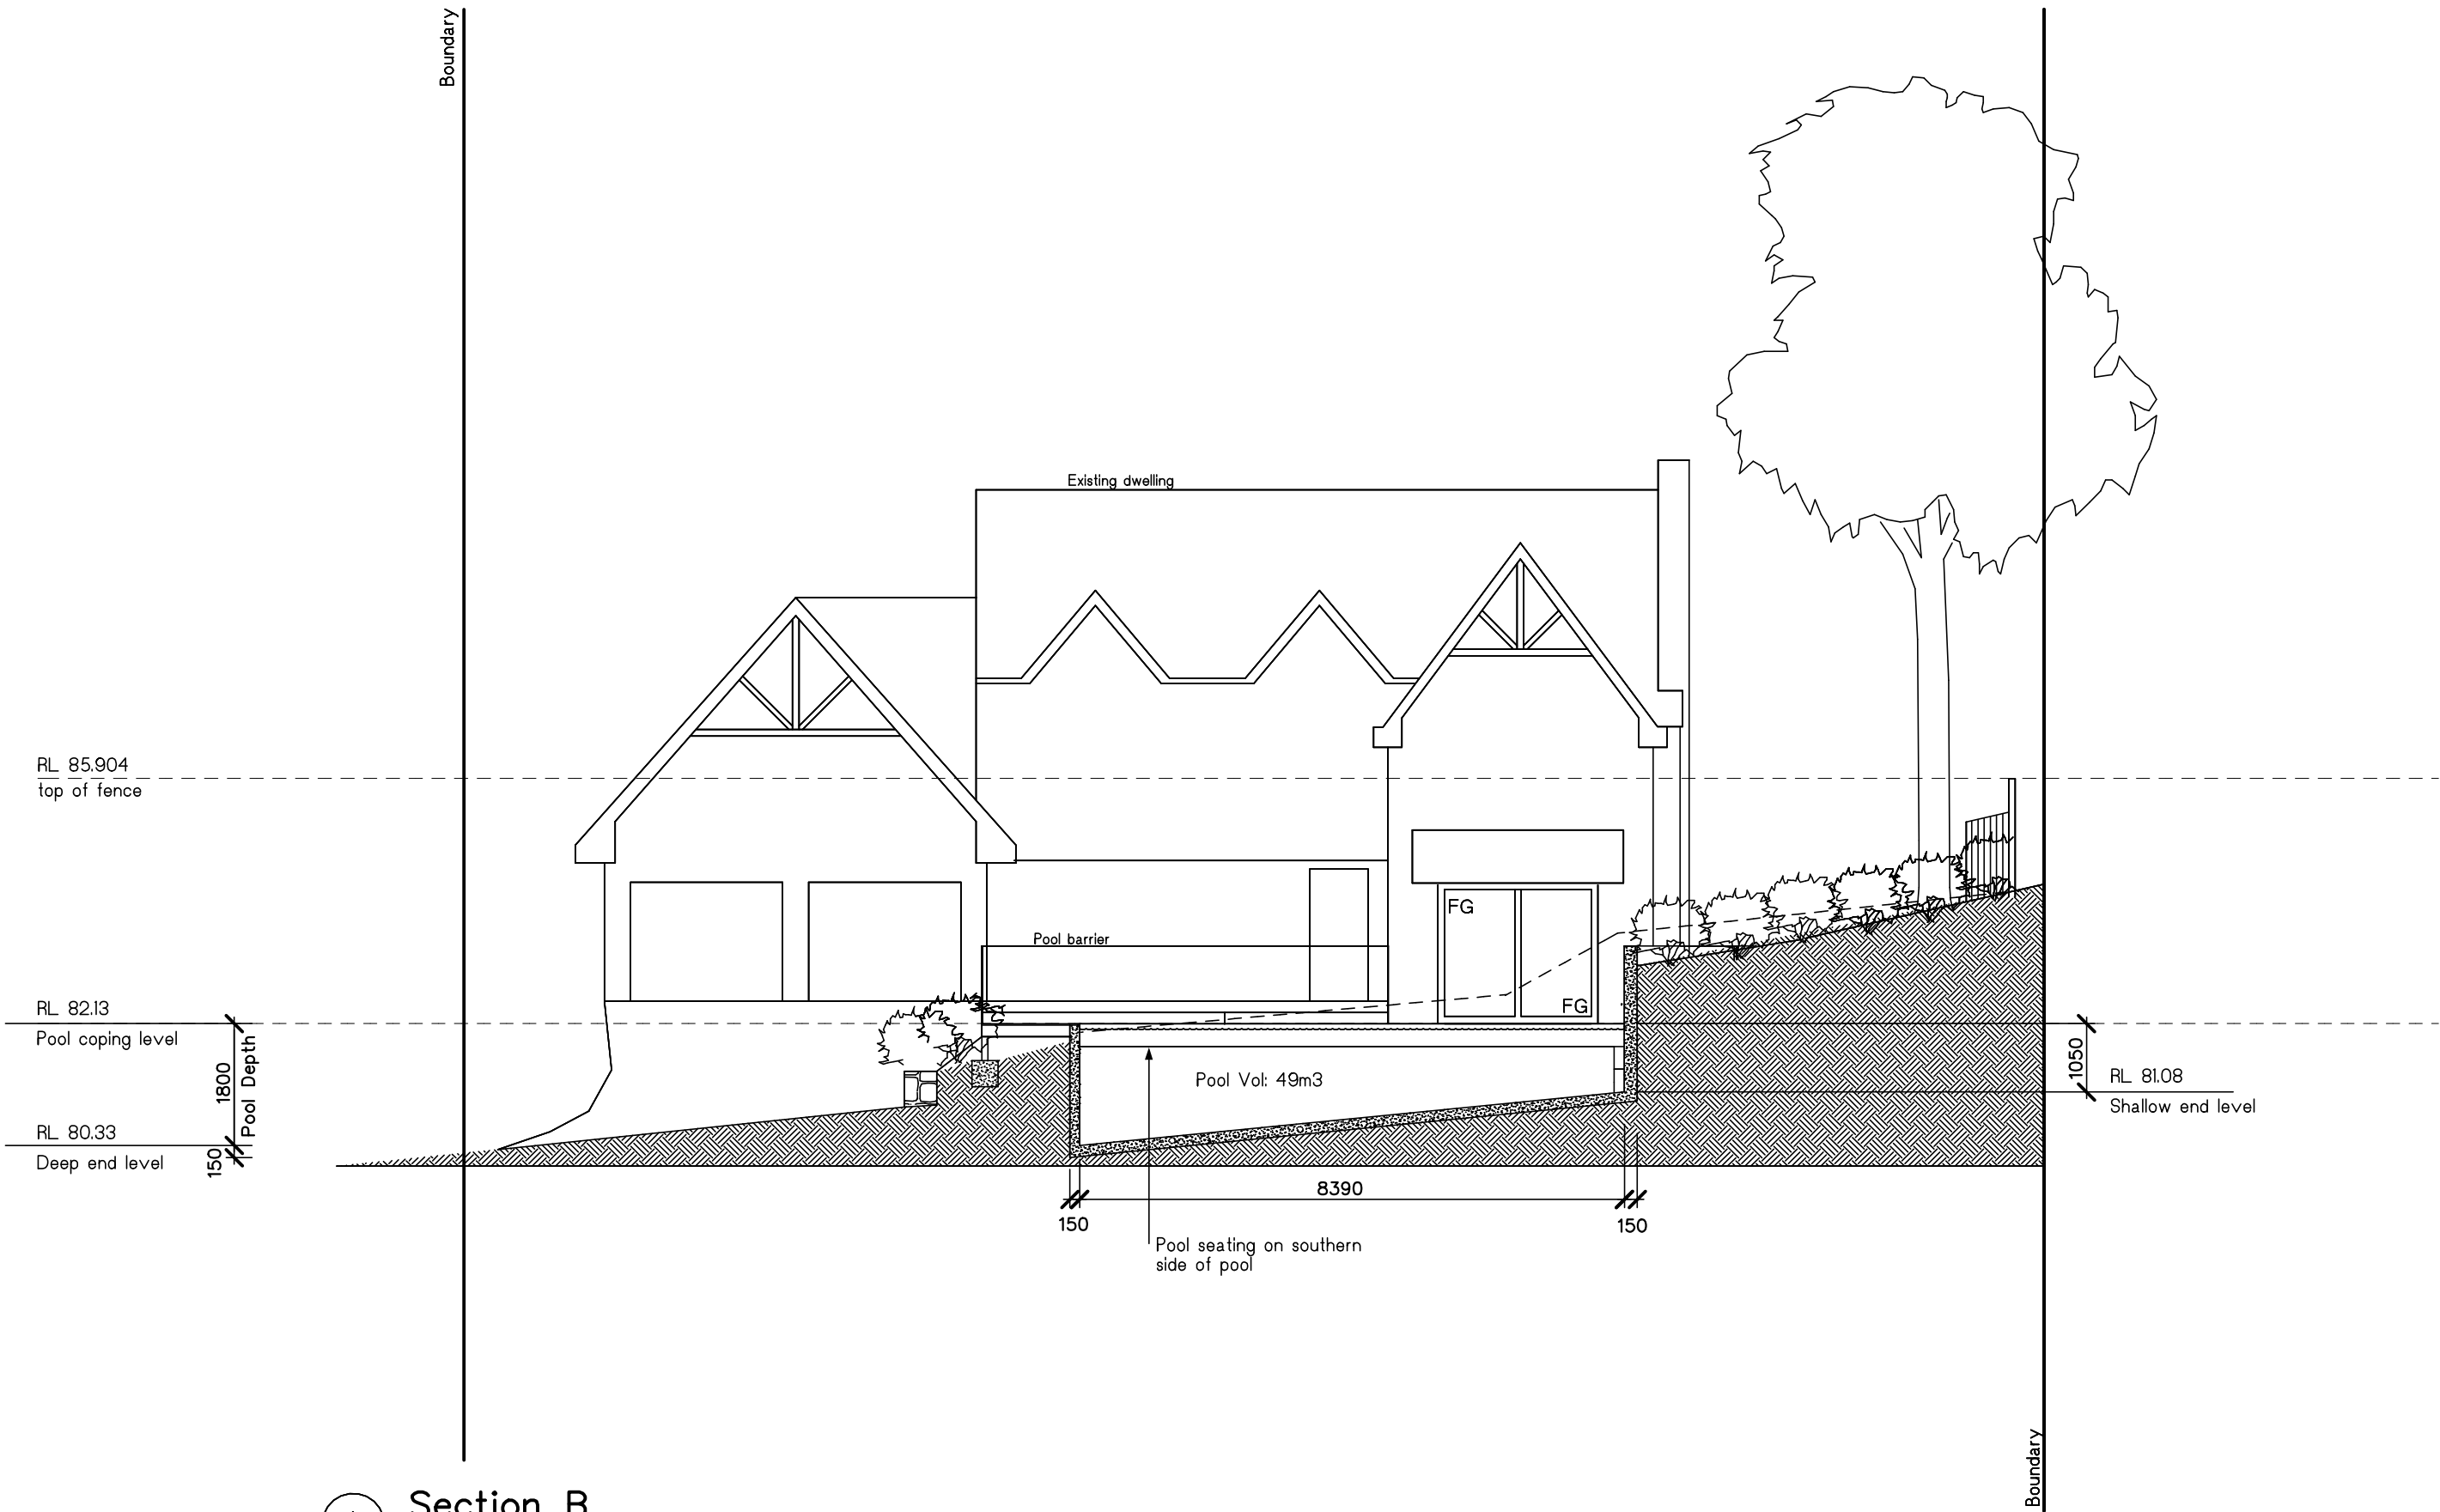 Boundary
Existing dwelling
RL 85.904
top of fence
FG
Pool barrier
FG
RL 82.13
Pool coping level
1800
Pool Depth
Pool Vol: 49m3
1050
RL 81.08
Shallow end level
RL 80.33
Deep end level
150
8390
150
150
Pool seating on southern
side of pool
Boundary
Section B